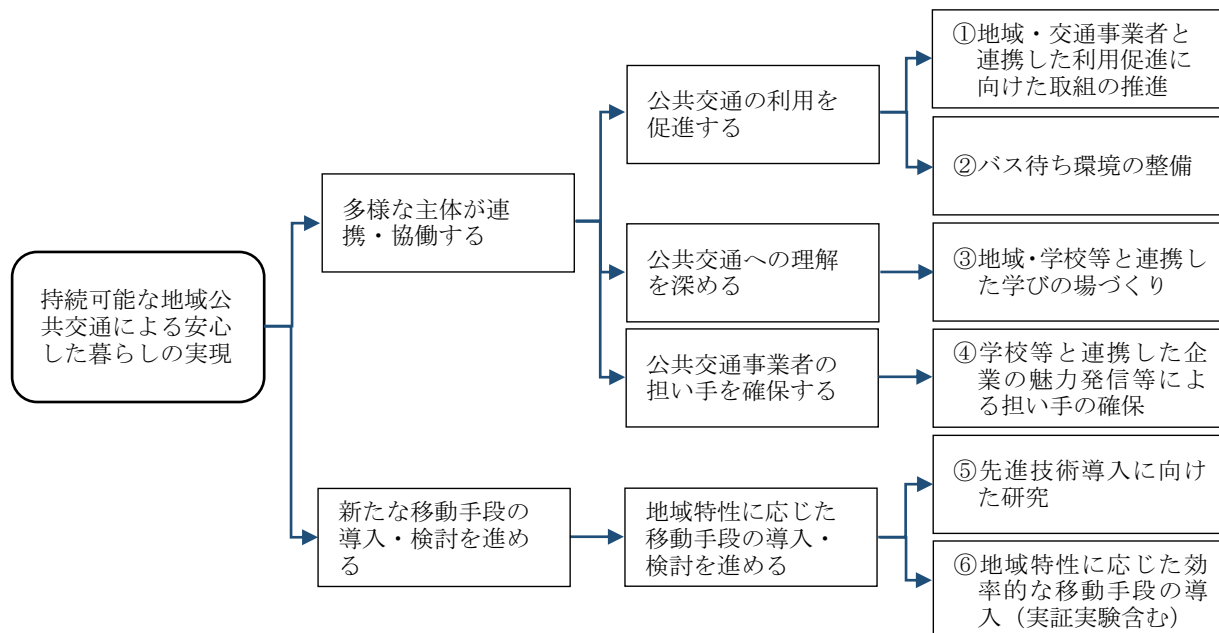 持続可能な地域公
共交通による安心
した暮らしの実現
多様な主体が連
携・協働する
公共交通の利用を
促進する
①地域・交通事業者と
連携した利用促進に
向けた取組の推進
②バス待ち環境の整備
公共交通への理解
を深める
③地域・学校等と連携し
た学びの場づくり
公共交通事業者の
担い手を確保する
④学校等と連携した企
業の魅力発信等によ
る担い手の確保
新たな移動手段の
導入・検討を進め
る
地域特性に応じた
移動手段の導入・
検討を進める
⑤先進技術導入に向け
た研究
⑥地域特性に応じた効
率的な移動手段の導
入（実証実験含む）